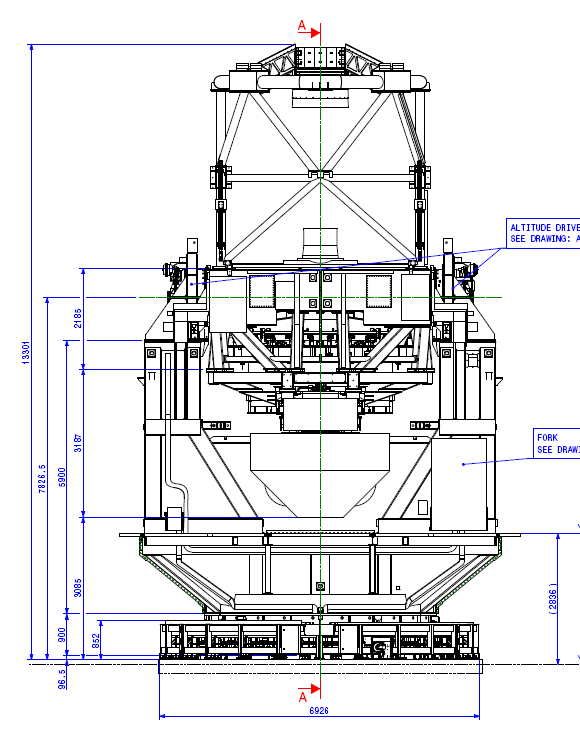 A
ALTITUDE DRIVE
SEE DRAWING: A
2185
13301
7826.5
5900
3187
FORK
SEE DRAWI
3085
(2836)
900
852
96.5
A
6926